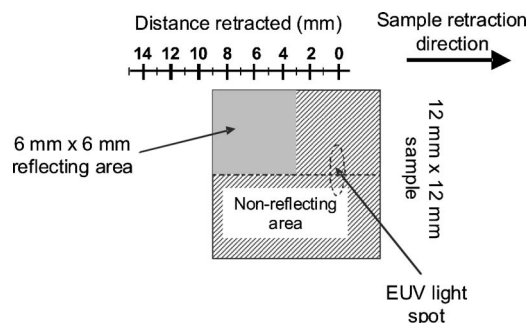 Distance retracted (mm)
14 12 10 8 6 4 2 0
Sample retraction
direction
6 mm x 6 mm
reflecting area
12 mm x 12 mm
sample
Non-reflecting
area
EUV light
spot